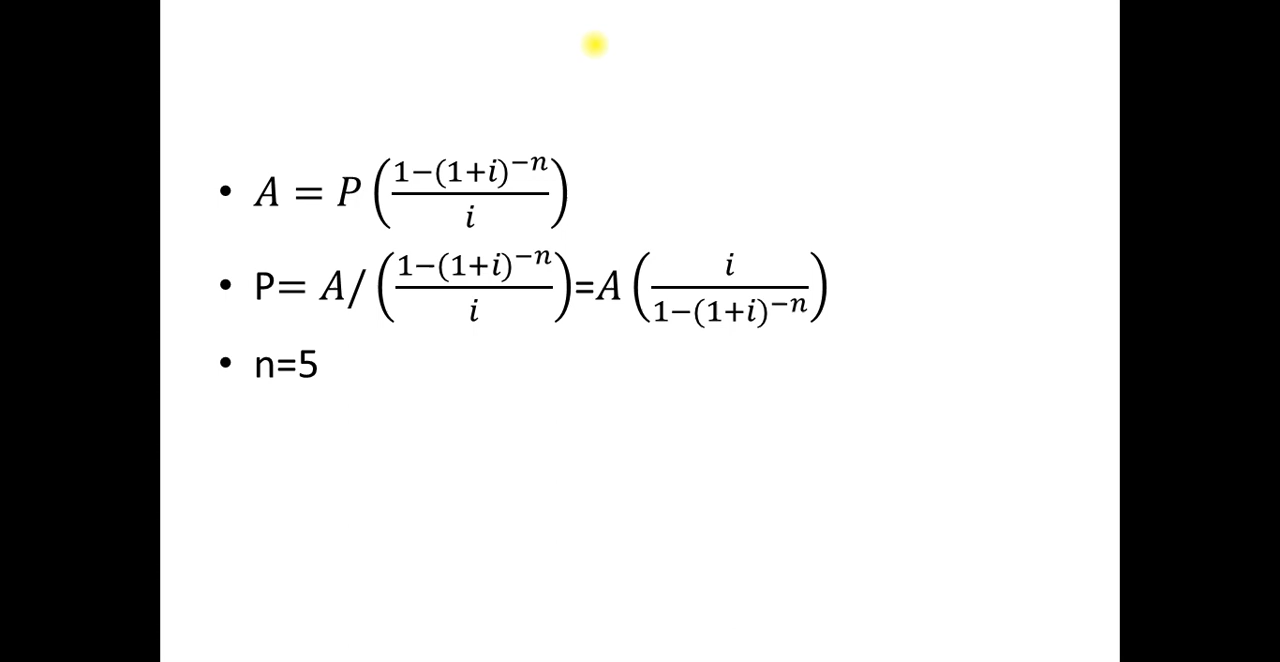 • A = P ( (1−(1+i)⁻ⁿ) / i )
• P= A/ ( (1−(1+i)⁻ⁿ) / i ) =A ( i / (1−(1+i)⁻ⁿ) )
• n=5